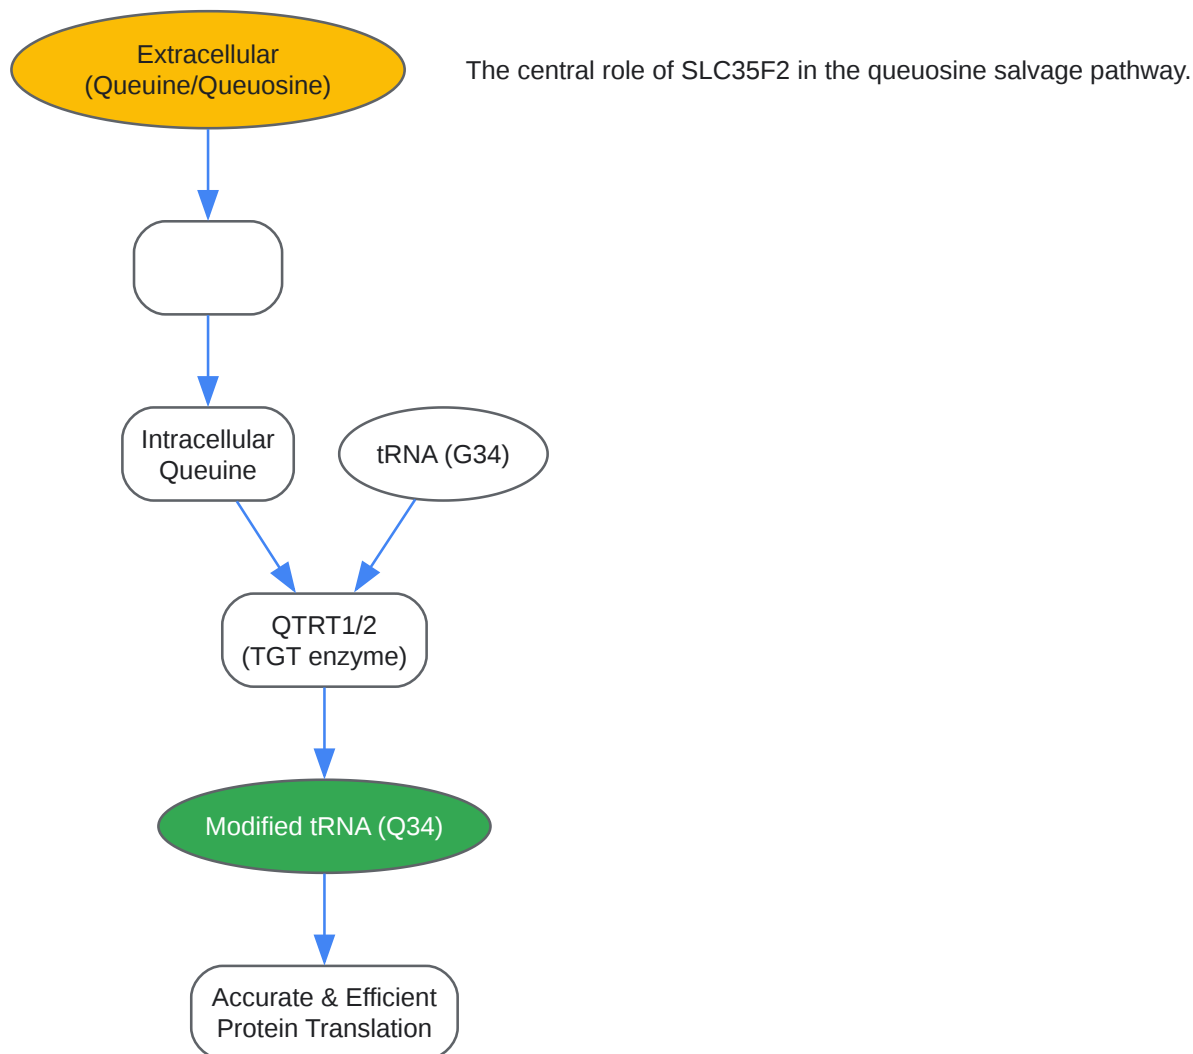 Extracellular
(Queuine/Queuosine)
The central role of SLC35F2 in the queuosine salvage pathway.
Intracellular
Queuine
tRNA (G34)
QTRT1/2
(TGT enzyme)
Modified tRNA (Q34)
Accurate & Efficient
Protein Translation